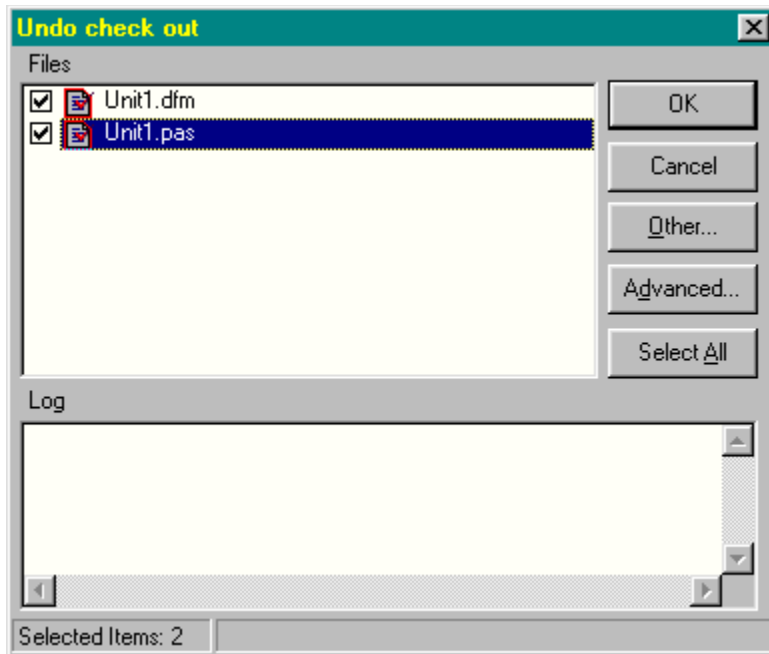 Undo check out
Files
Unit1.dfm
Unit1.pas
OK
Cancel
Other...
Advanced...
Select All
Log
Selected Items: 2